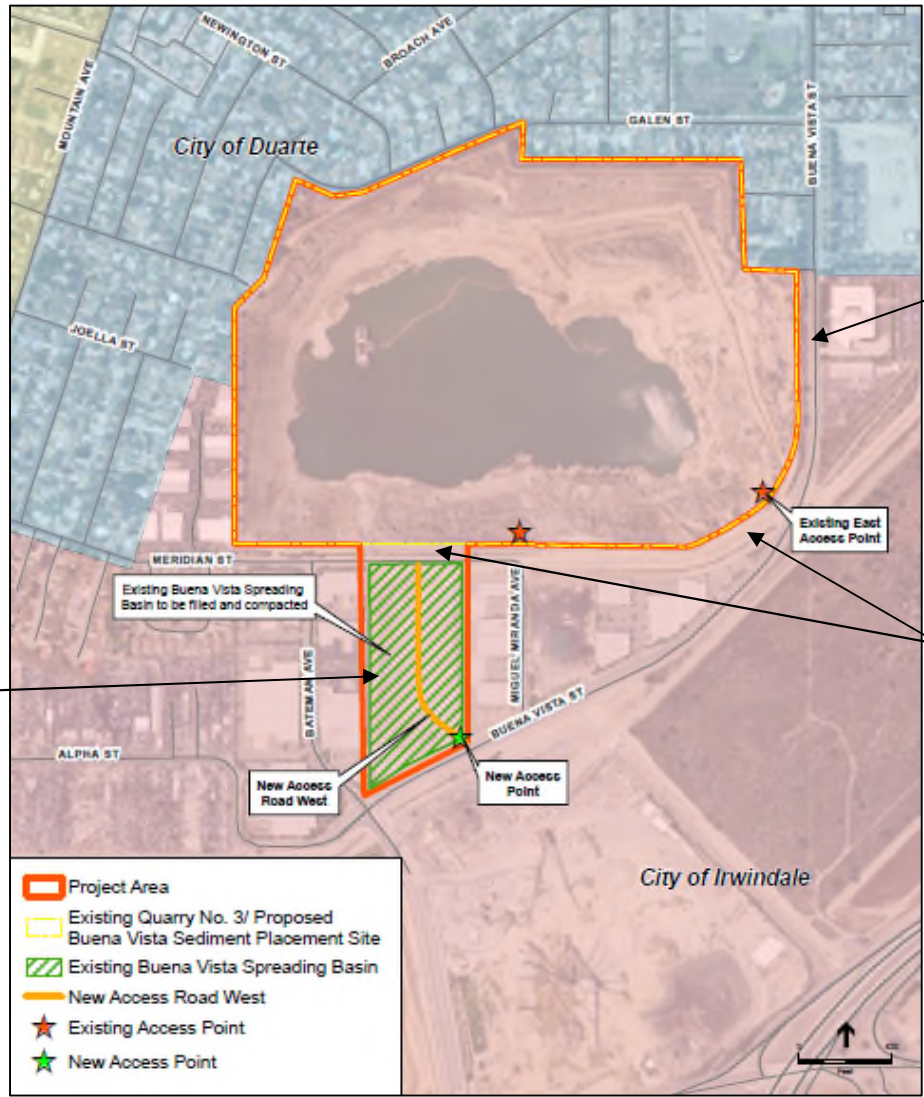 NEWINGTON ST
BROACH AVE
MOUNTAIN AVE
City of Duarte
GALEN ST
BUENA VISTA ST
JOELLA ST
Existing East
Access Point
MERIDIAN ST
Existing Buena Vista Spreading
Basin to be filled and compacted
MIGUEL MIRANDA AVE
BATEMAN AVE
BUENA VISTA ST
ALPHA ST
New Access
Road West
New Access
Point
City of Irwindale
Project Area
Existing Quarry No. 3/ Proposed
Buena Vista Sediment Placement Site
Existing Buena Vista Spreading Basin
New Access Road West
Existing Access Point
New Access Point
0
Feet